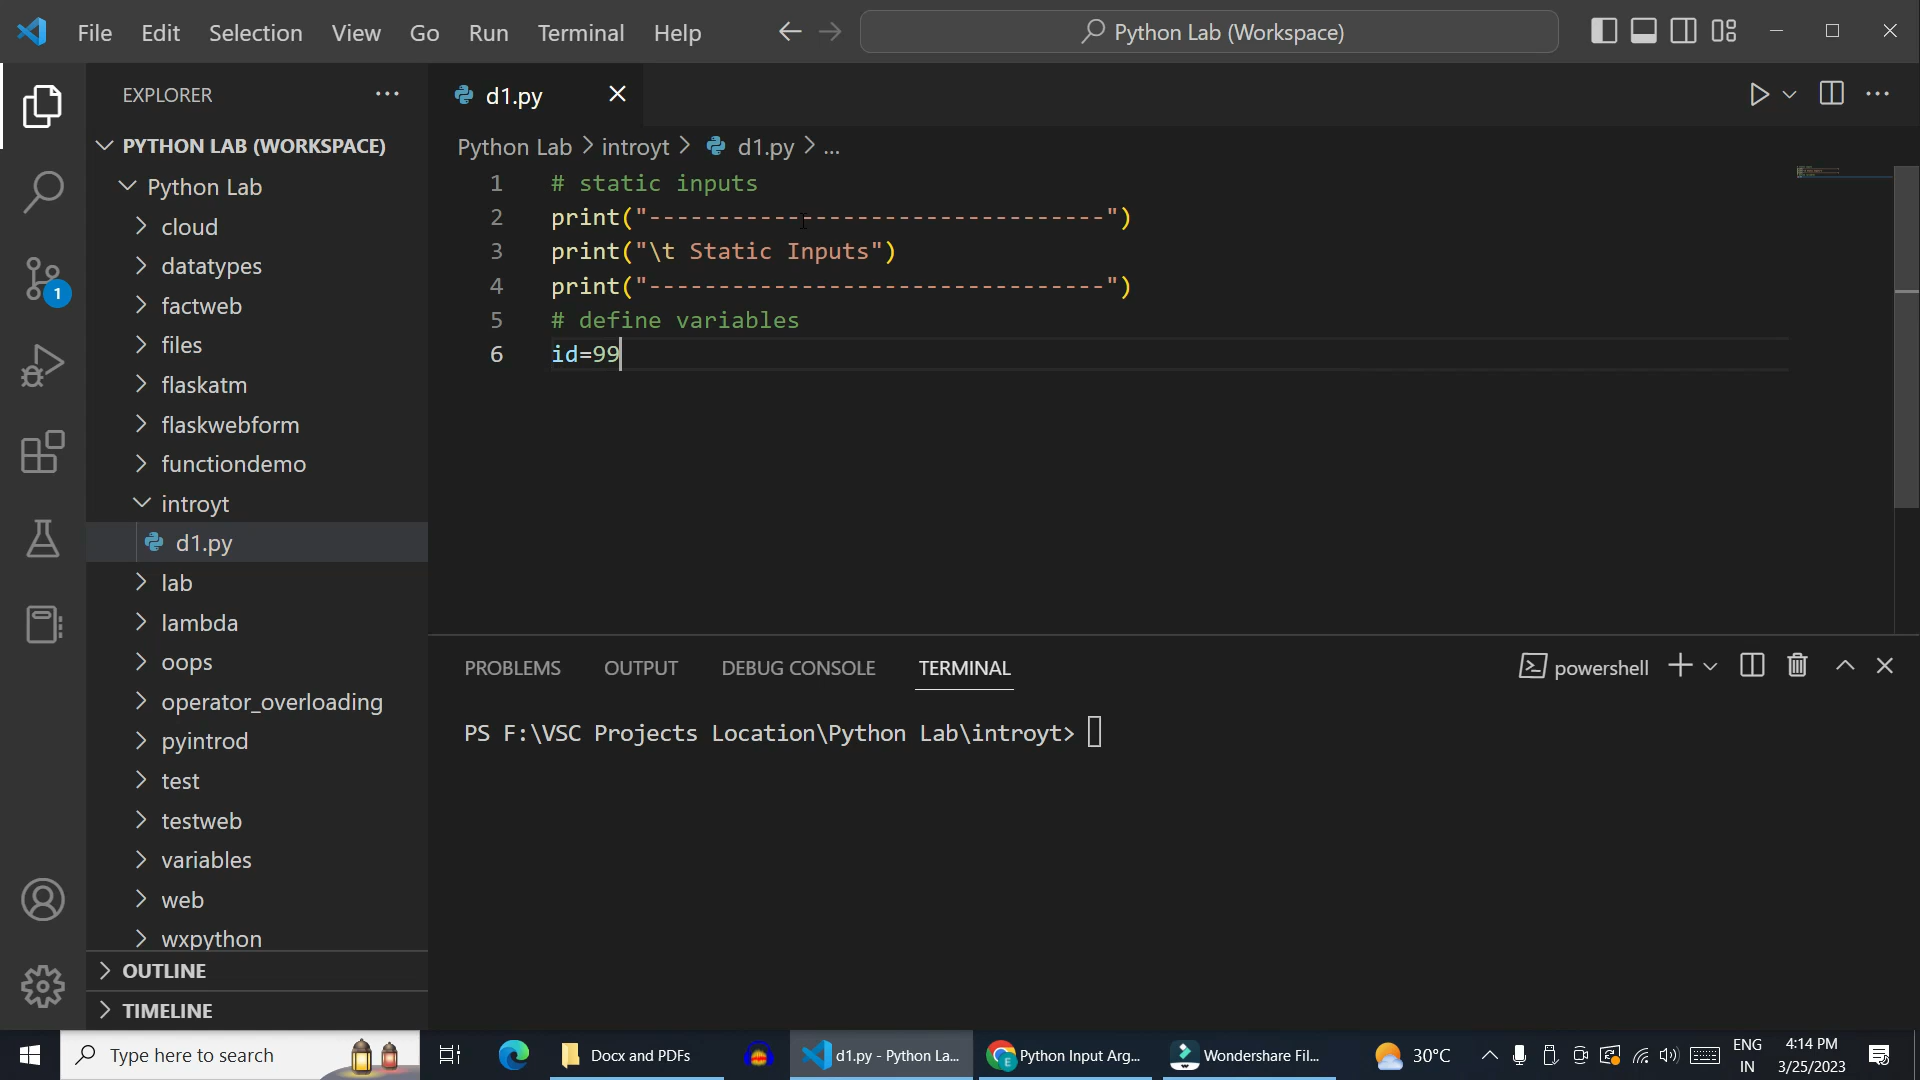 File Edit Selection View Go Run Terminal Help
Python Lab (Workspace)
EXPLORER
PYTHON LAB (WORKSPACE)
Python Lab
cloud
datatypes
factweb
files
flaskatm
flaskwebform
functiondemo
introyt
d1.py
lab
lambda
oops
operator_overloading
pyintrod
test
testweb
variables
web
wxpython
OUTLINE
TIMELINE
1
d1.py
Python Lab > introyt > d1.py > ...
1 # static inputs
2 print("---------------------------------")
3 print("\t Static Inputs")
4 print("---------------------------------")
5 # define variables
6 id=99
PROBLEMS OUTPUT DEBUG CONSOLE TERMINAL
powershell
PS F:\VSC Projects Location\Python Lab\introyt>
Type here to search
Docx and PDFs
d1.py - Python La...
Python Input Arg...
Wondershare Fil...
30°C
ENG
IN
4:14 PM
3/25/2023